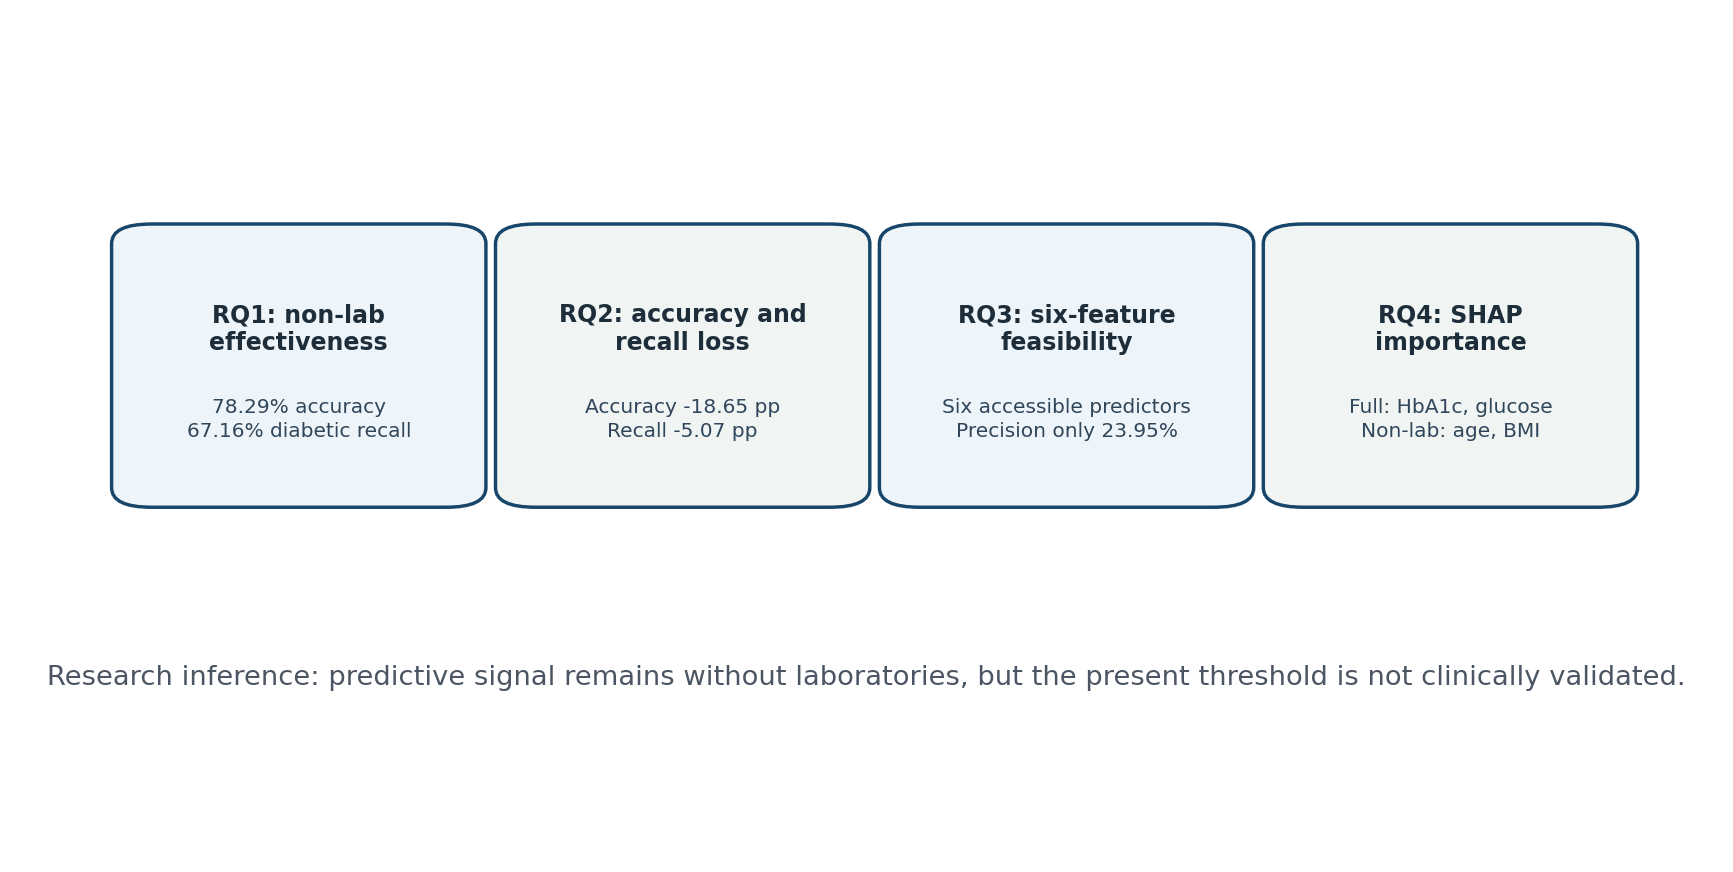 RQ1: non-lab
effectiveness
78.29% accuracy
67.16% diabetic recall
RQ2: accuracy and
recall loss
Accuracy -18.65 pp
Recall -5.07 pp
RQ3: six-feature
feasibility
Six accessible predictors
Precision only 23.95%
RQ4: SHAP
importance
Full: HbA1c, glucose
Non-lab: age, BMI
Research inference: predictive signal remains without laboratories, but the present threshold is not clinically validated.